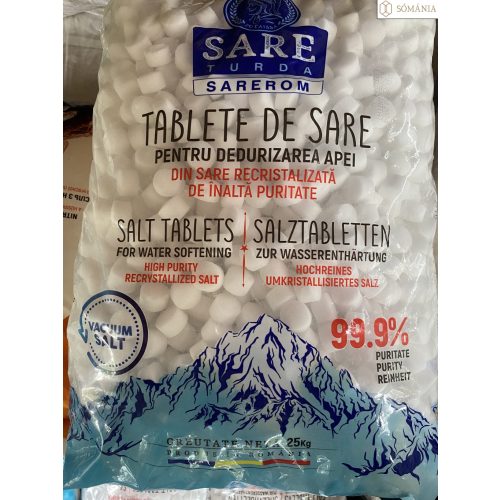 SÓMÁNIA
SARE
TURDA
SAREROM
TABLETE DE SARE
PENTRU DEDURIZAREA APEI
DIN SARE RECRISTALIZATĂ
DE ÎNALTĂ PURITATE
SALT TABLETS
FOR WATER SOFTENING
HIGH PURITY
RECRYSTALLIZED SALT
SALZTABLETTEN
ZUR WASSERENTHÄRTUNG
HOCHREINES
UMKRISTALLISIERTES SALZ
VACUUM
SALT
99.9%
PURITATE
PURITY
REINHEIT
25Kg